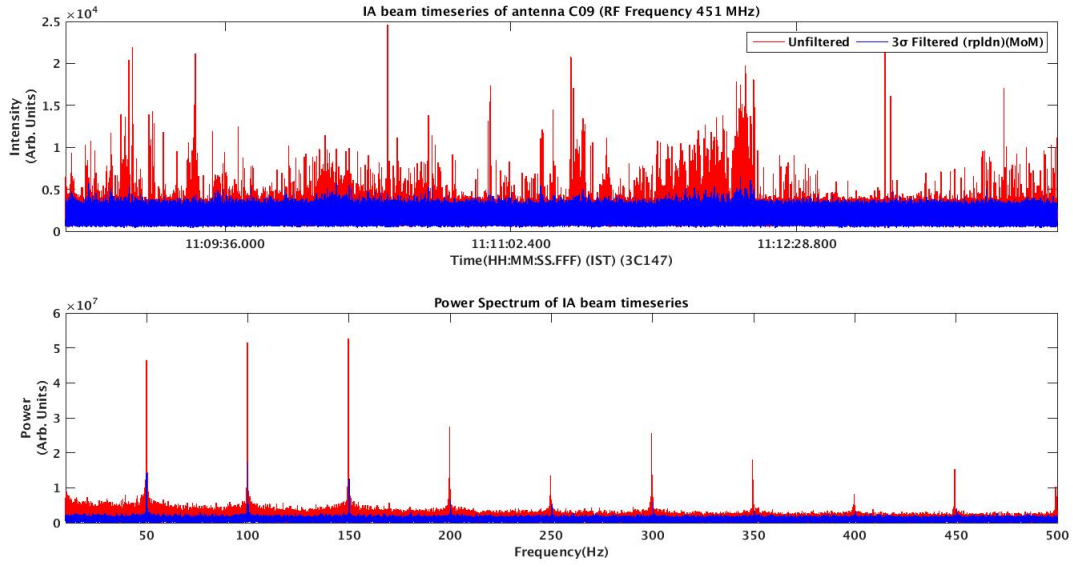 IA beam timeseries of antenna C09 (RF Frequency 451 MHz)
×10⁴
2.5
2
1.5
1
0.5
0
Intensity
(Arb. Units)
Unfiltered
3σ Filtered (rpldn)(MoM)
11:09:36.000
11:11:02.400
11:12:28.800
Time(HH:MM:SS.FFF) (IST) (3C147)
Power Spectrum of IA beam timeseries
×10⁷
6
5
4
3
2
1
0
Power
(Arb. Units)
50
100
150
200
250
300
350
400
450
500
Frequency(Hz)